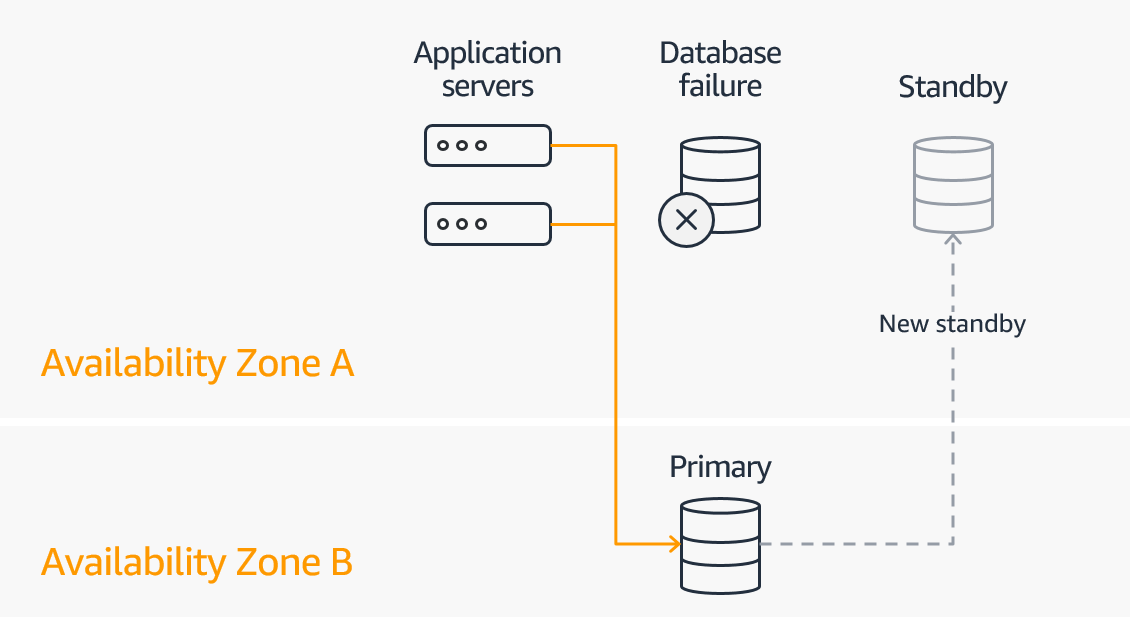 Application
servers
Database
failure
Standby
New standby
Availability Zone A
Primary
Availability Zone B